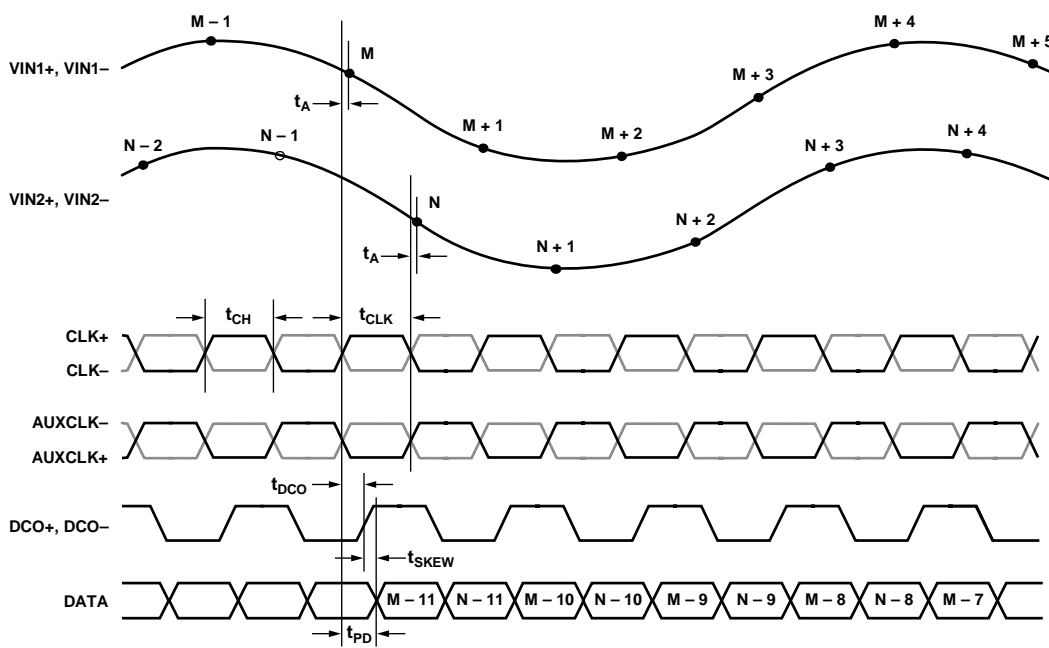 M – 1
M
M + 4
M + 5
VIN1+, VIN1–
M + 3
tA
M + 1
M + 2
N – 2
N – 1
N + 3
N + 4
VIN2+, VIN2–
N
N + 2
tA
N + 1
tCH
tCLK
CLK+
CLK–
AUXCLK–
AUXCLK+
tDCO
DCO+, DCO–
tSKEW
DATA
M – 11
N – 11
M – 10
N – 10
M – 9
N – 9
M – 8
N – 8
M – 7
tPD